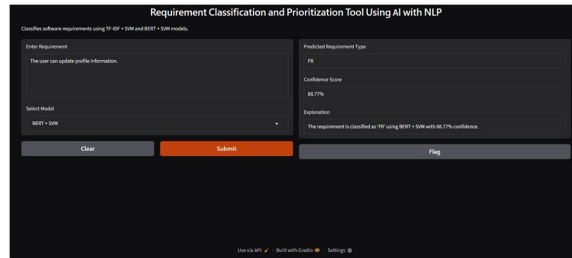 Requirement Classification and Prioritization Tool Using AI with NLP
Classifies software requirements using TF-IDF + SVM and BERT + SVM models.
Enter Requirement
The user can update profile information.
Select Model
BERT + SVM
Clear
Submit
Predicted Requirement Type
FR
Confidence Score
88.77%
Explanation
The requirement is classified as 'FR' using BERT + SVM with 88.77% confidence.
Flag
Use via API · Built with Gradio · Settings